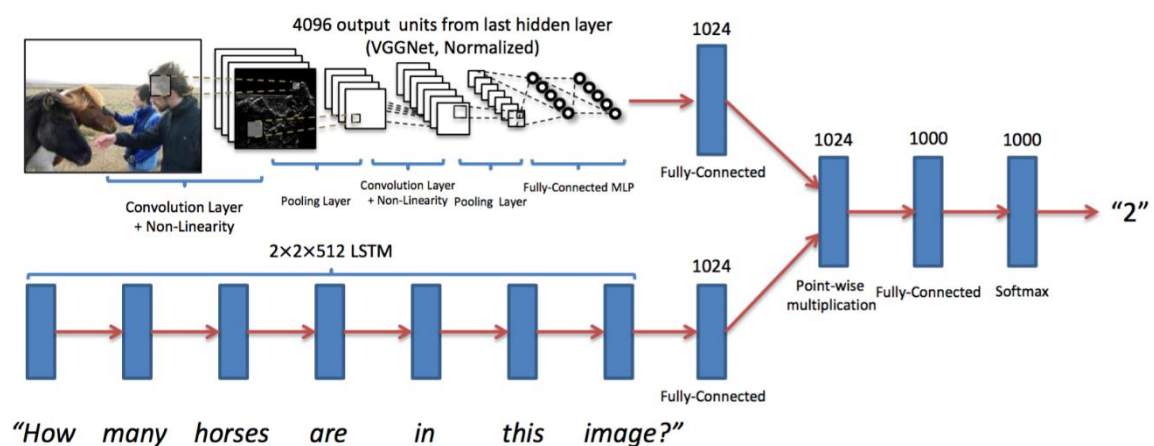 4096 output units from last hidden layer
(VGGNet, Normalized)
1024
Convolution Layer
+ Non-Linearity
Pooling Layer
Convolution Layer
+ Non-Linearity
Pooling Layer
Fully-Connected MLP
Fully-Connected
1024
1000
1000
“2”
Point-wise
multiplication
Fully-Connected
Softmax
2×2×512 LSTM
1024
Fully-Connected
“How many horses are in this image?”